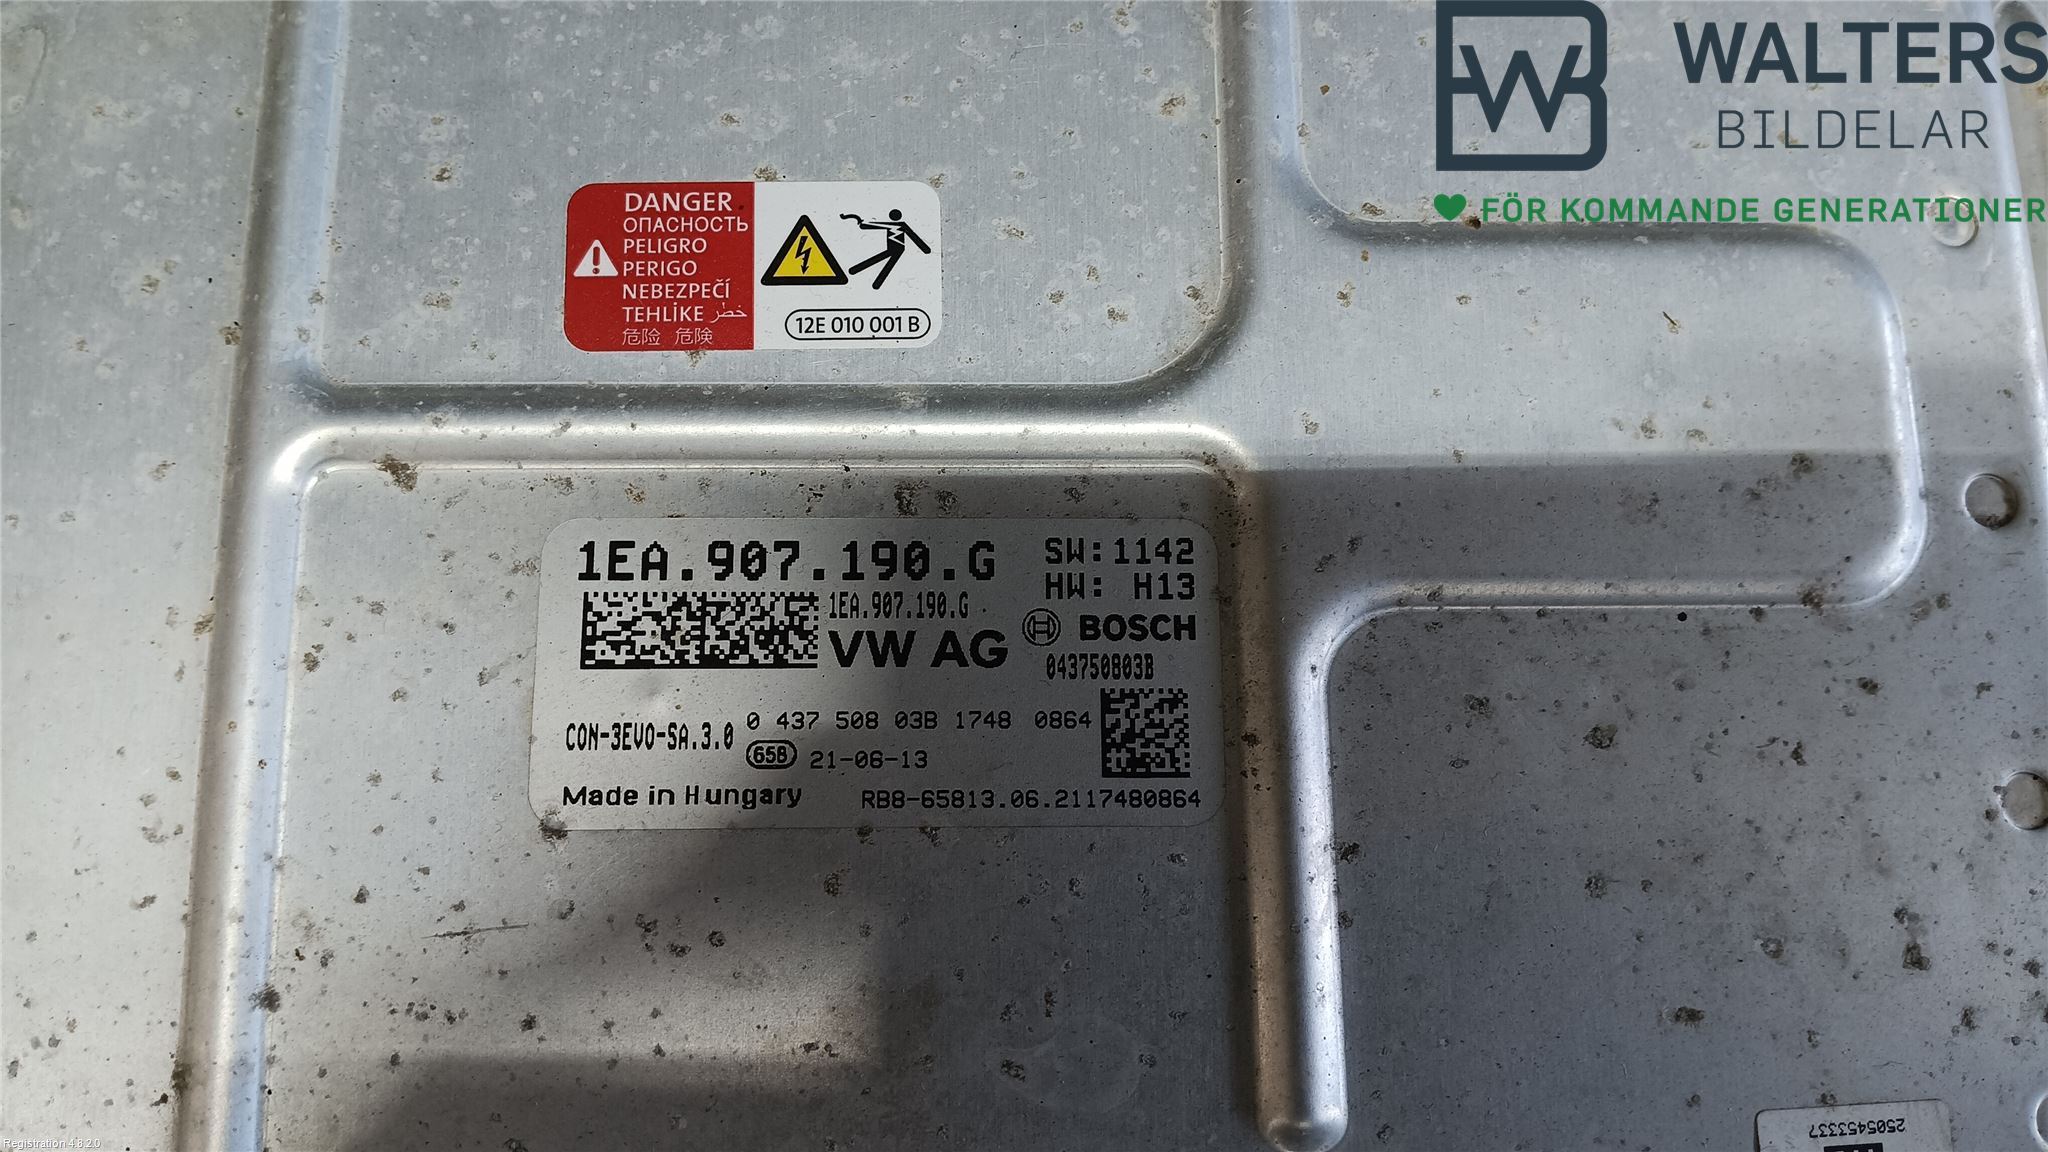 WALTERS
BILDELAR
FÖR KOMMANDE GENERATIONER
DANGER
ОПАСНОСТЬ
PELIGRO
PERIGO
NEBEZPEČÍ
TEHLİKE خطر
危险 危険
12E 010 001 B
1EA.907.190.G
SW:1142
HW: H13
1EA.907.190.G
VW AG
BOSCH
043750803B
CON-3EVO-SA.3.0
0 437 508 03B 1748 0864
65B 21-06-13
Made in Hungary
RB8-65813.06.2117480864
2505453337
Registration 4.8.2.0